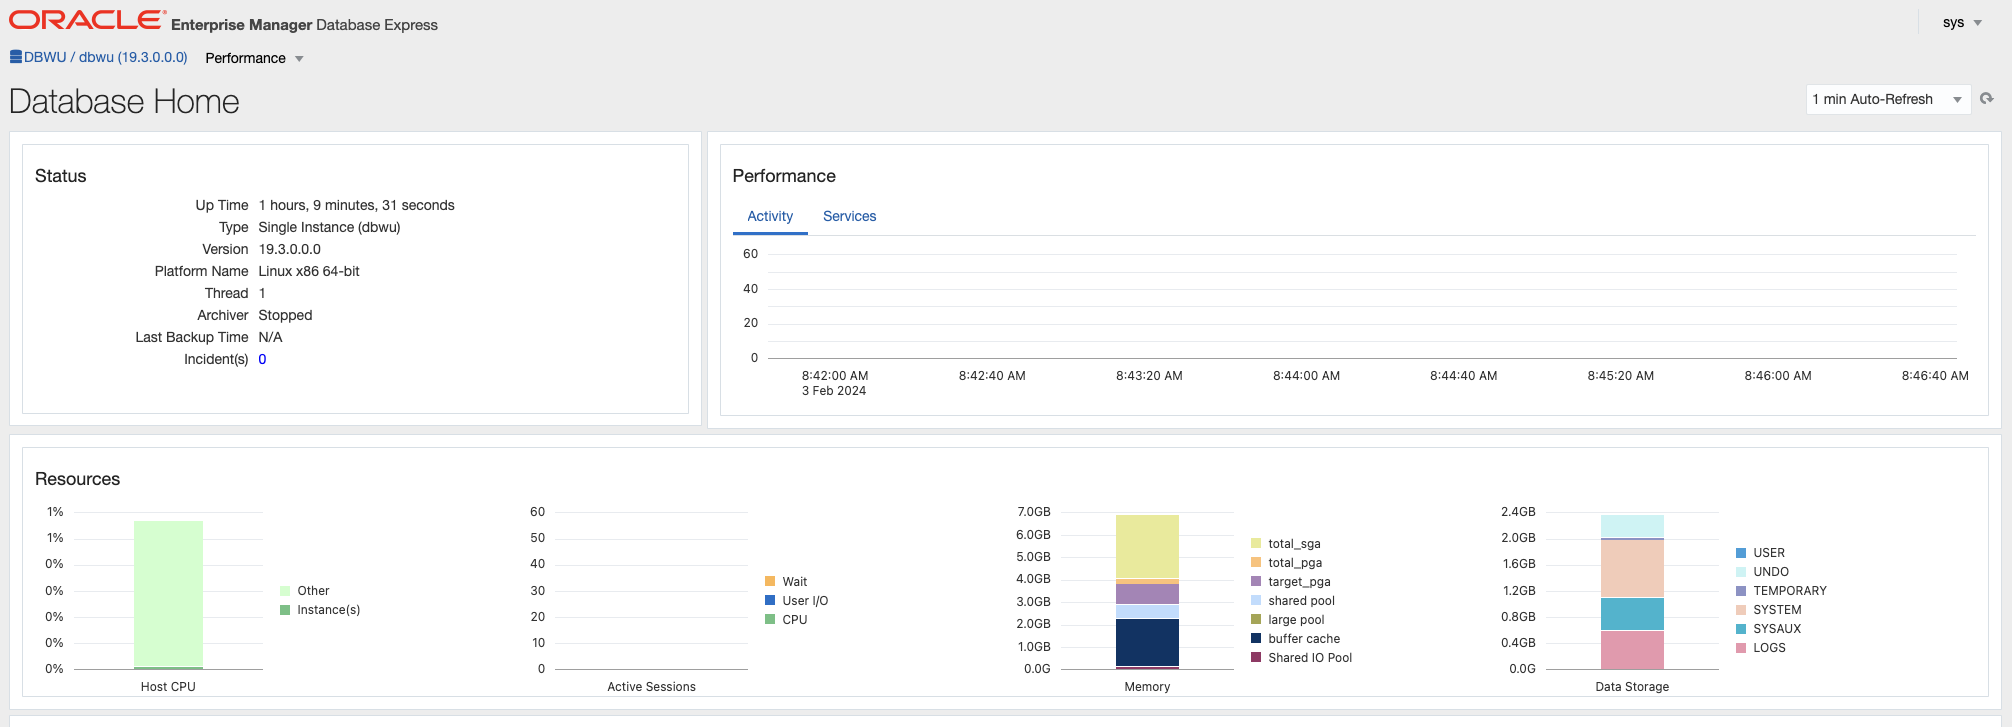 ORACLE® Enterprise Manager Database Express
sys
DBWU / dbwu (19.3.0.0.0) Performance
Database Home
1 min Auto-Refresh
Status
Up Time 1 hours, 9 minutes, 31 seconds
Type Single Instance (dbwu)
Version 19.3.0.0.0
Platform Name Linux x86 64-bit
Thread 1
Archiver Stopped
Last Backup Time N/A
Incident(s) 0
Performance
Activity Services
60
40
20
0
8:42:00 AM 8:42:40 AM 8:43:20 AM 8:44:00 AM 8:44:40 AM 8:45:20 AM 8:46:00 AM 8:46:40 AM
3 Feb 2024
Resources
1%
1%
0%
0%
0%
0%
0%
Other
Instance(s)
Host CPU
60
50
40
30
20
10
0
Wait
User I/O
CPU
Active Sessions
7.0GB
6.0GB
5.0GB
4.0GB
3.0GB
2.0GB
1.0GB
0.0G
total_sga
total_pga
target_pga
shared pool
large pool
buffer cache
Shared IO Pool
Memory
2.4GB
2.0GB
1.6GB
1.2GB
0.8GB
0.4GB
0.0G
USER
UNDO
TEMPORARY
SYSTEM
SYSAUX
LOGS
Data Storage